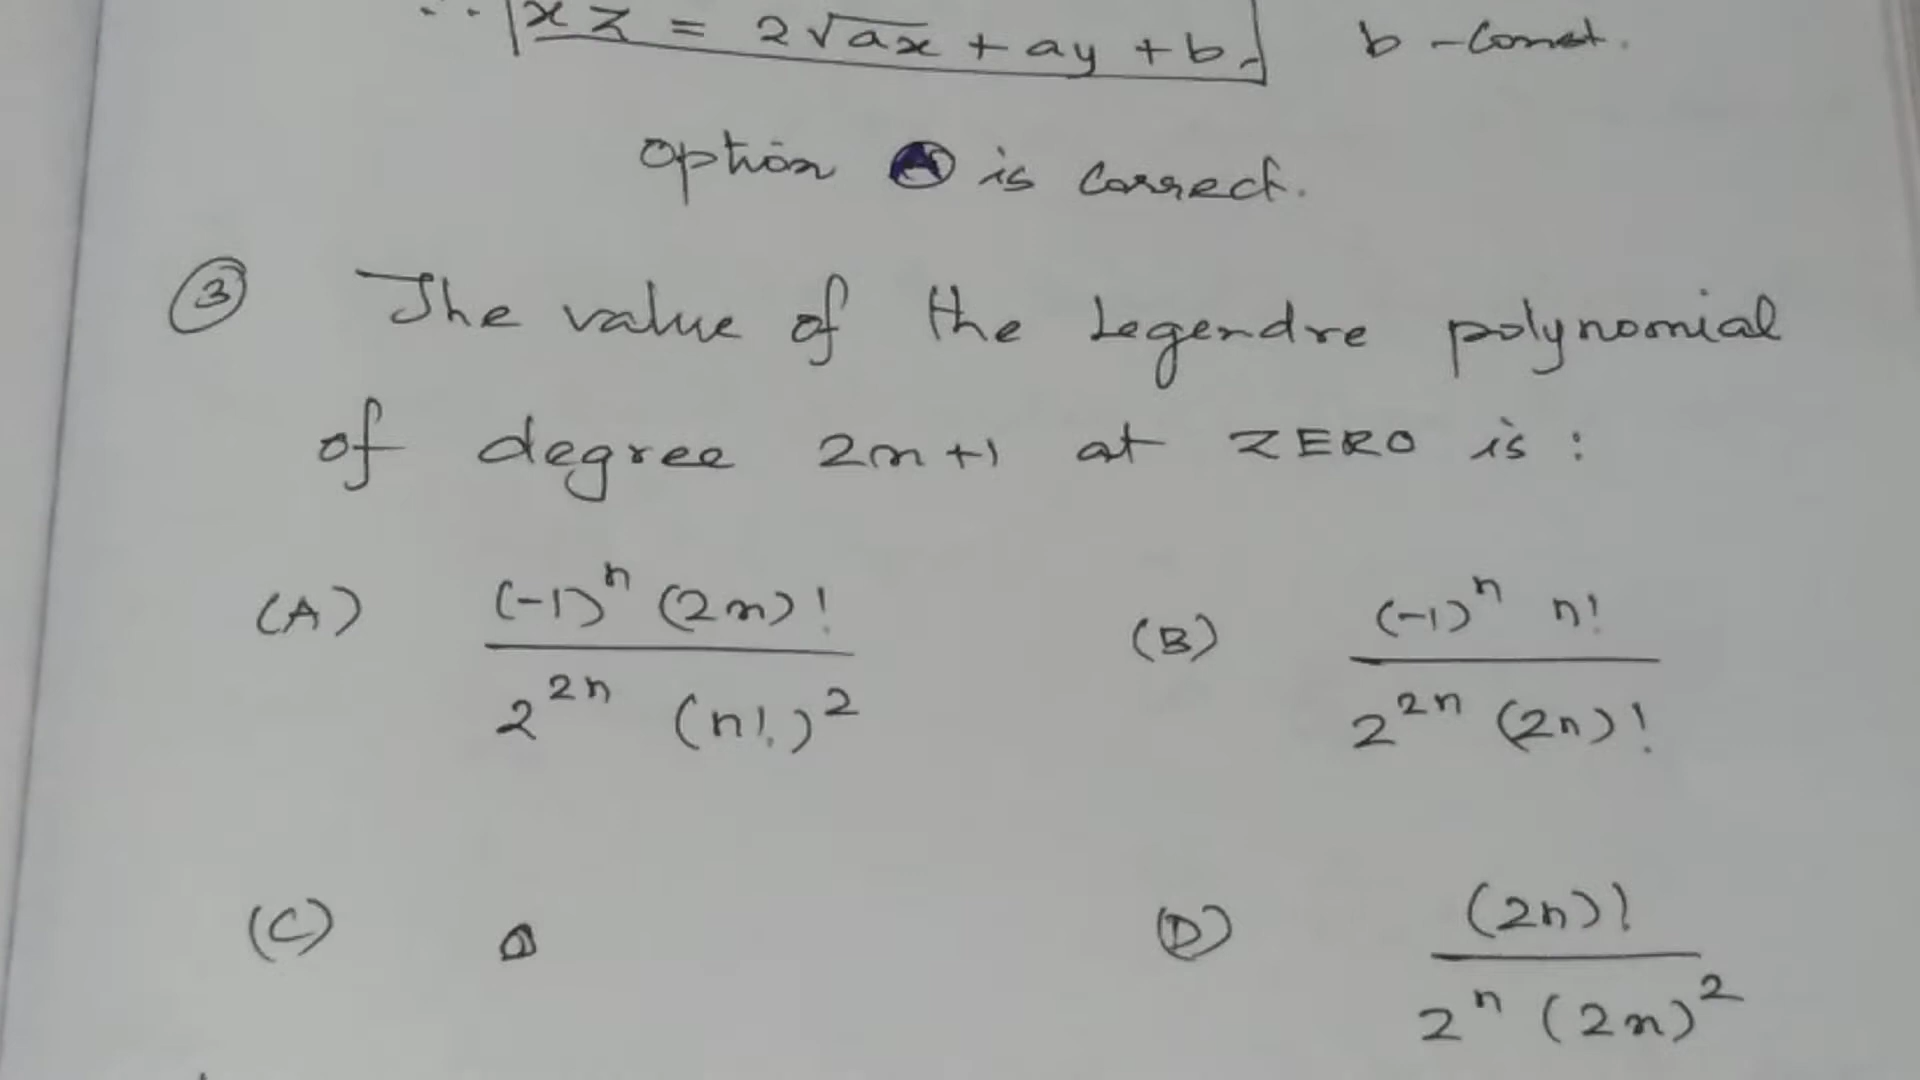 ∴ xz = 2√ax + ay + b. b - const.
option (A) is correct.
(3) The value of the Legendre polynomial
of degree 2n+1 at ZERO is :
(A) (-1)^n (2n)! / 2^2n (n!)^2 (B) (-1)^n n! / 2^2n (2n)!
(C) 0 (D) (2n)! / 2^n (2n)^2